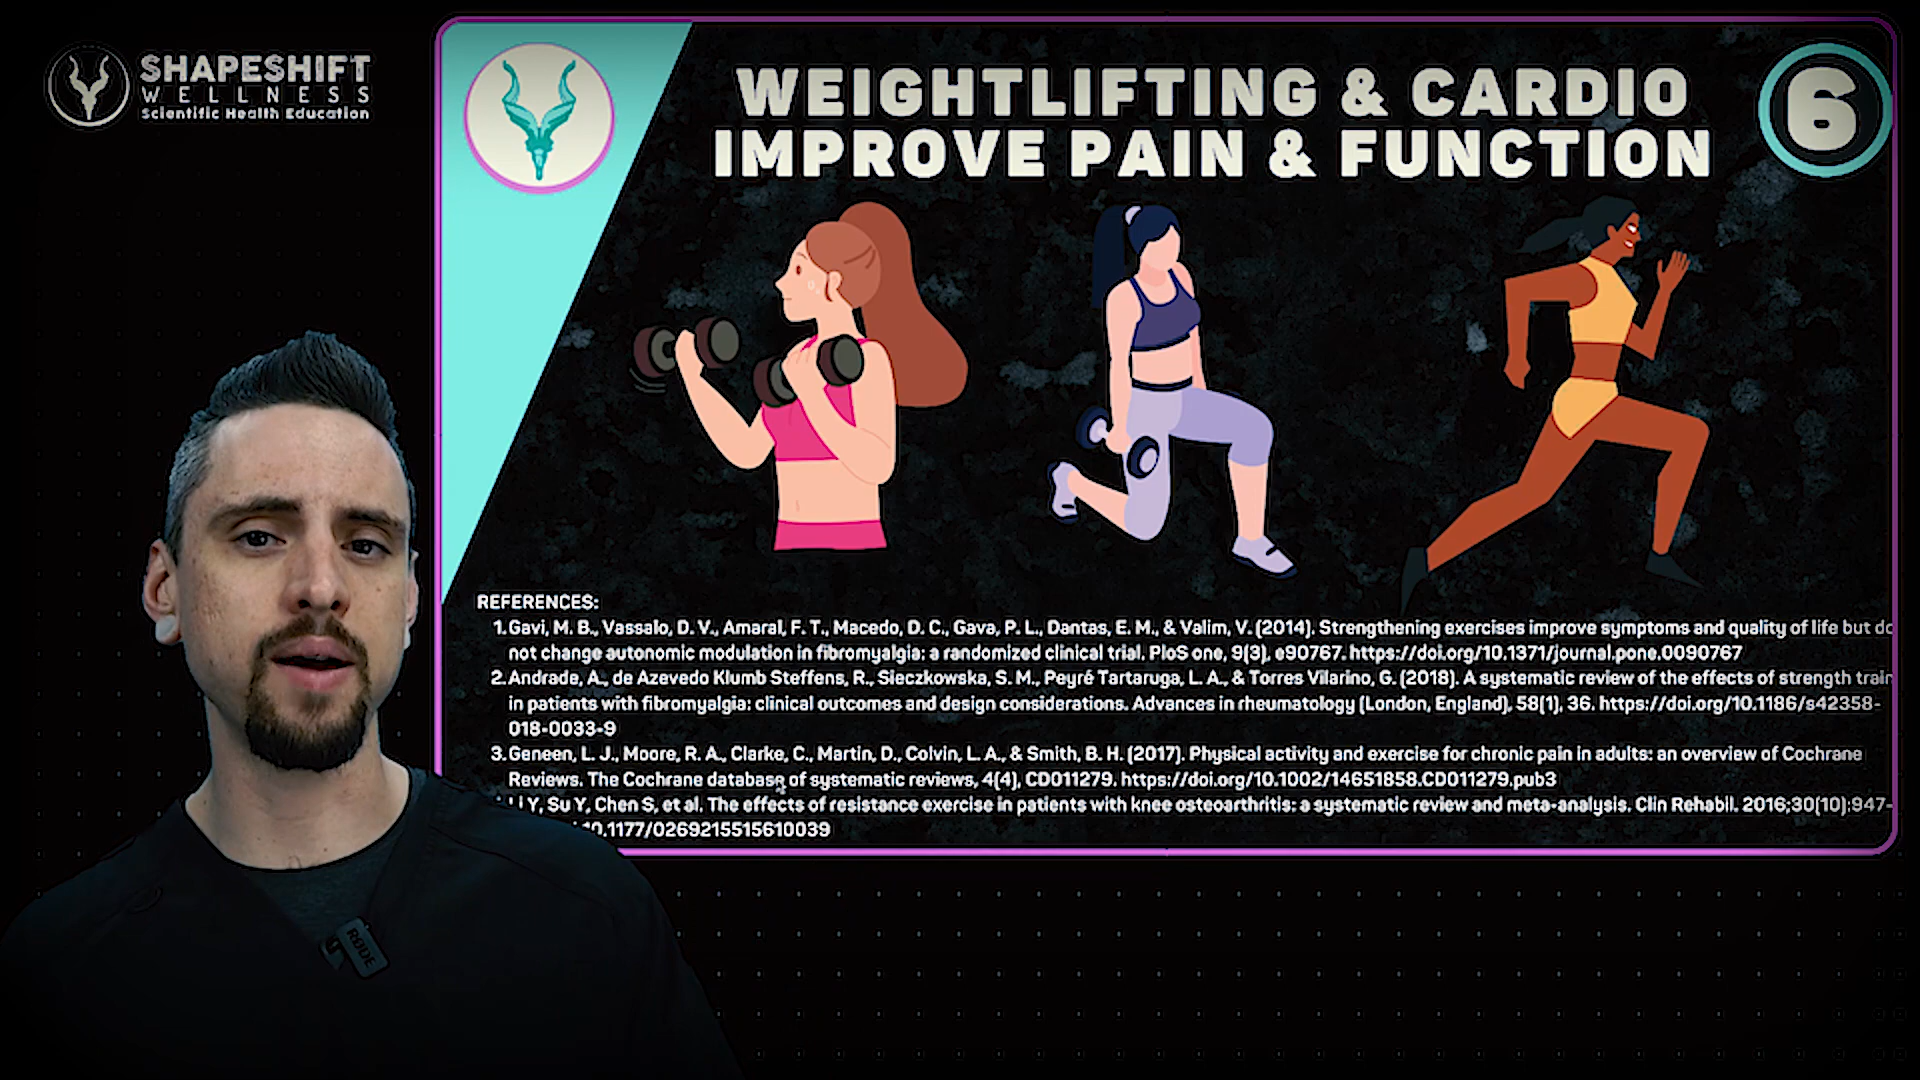 SHAPESHIFT
WELLNESS
Scientific Health Education
WEIGHTLIFTING & CARDIO
IMPROVE PAIN & FUNCTION
6
REFERENCES:
1. Gavi, M. B., Vassalo, D. V., Amaral, F. T., Macedo, D. C., Gava, P. L., Dantas, E. M., & Valim, V. (2014). Strengthening exercises improve symptoms and quality of life but do
not change autonomic modulation in fibromyalgia: a randomized clinical trial. PloS one, 9(3), e90767. https://doi.org/10.1371/journal.pone.0090767
2. Andrade, A., de Azevedo Klumb Steffens, R., Sieczkowska, S. M., Peyré Tartaruga, L. A., & Torres Vilarino, G. (2018). A systematic review of the effects of strength train
in patients with fibromyalgia: clinical outcomes and design considerations. Advances in rheumatology (London, England), 58(1), 36. https://doi.org/10.1186/s42358-
018-0033-9
3. Geneen, L. J., Moore, R. A., Clarke, C., Martin, D., Colvin, L. A., & Smith, B. H. (2017). Physical activity and exercise for chronic pain in adults: an overview of Cochrane
Reviews. The Cochrane database of systematic reviews, 4(4), CD011279. https://doi.org/10.1002/14651858.CD011279.pub3
Li Y, Su Y, Chen S, et al. The effects of resistance exercise in patients with knee osteoarthritis: a systematic review and meta-analysis. Clin Rehabil. 2016;30(10):947-
10.1177/0269215515610039
RØDE